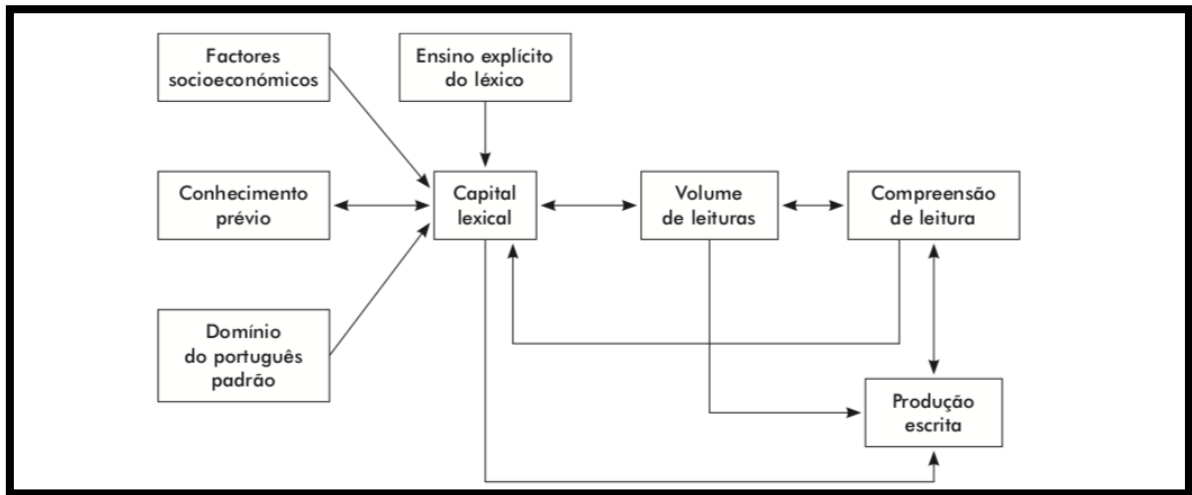 Factores
socioeconómicos
Ensino explícito
do léxico
Conhecimento
prévio
Capital
lexical
Volume
de leituras
Compreensão
de leitura
Domínio
do português
padrão
Produção
escrita